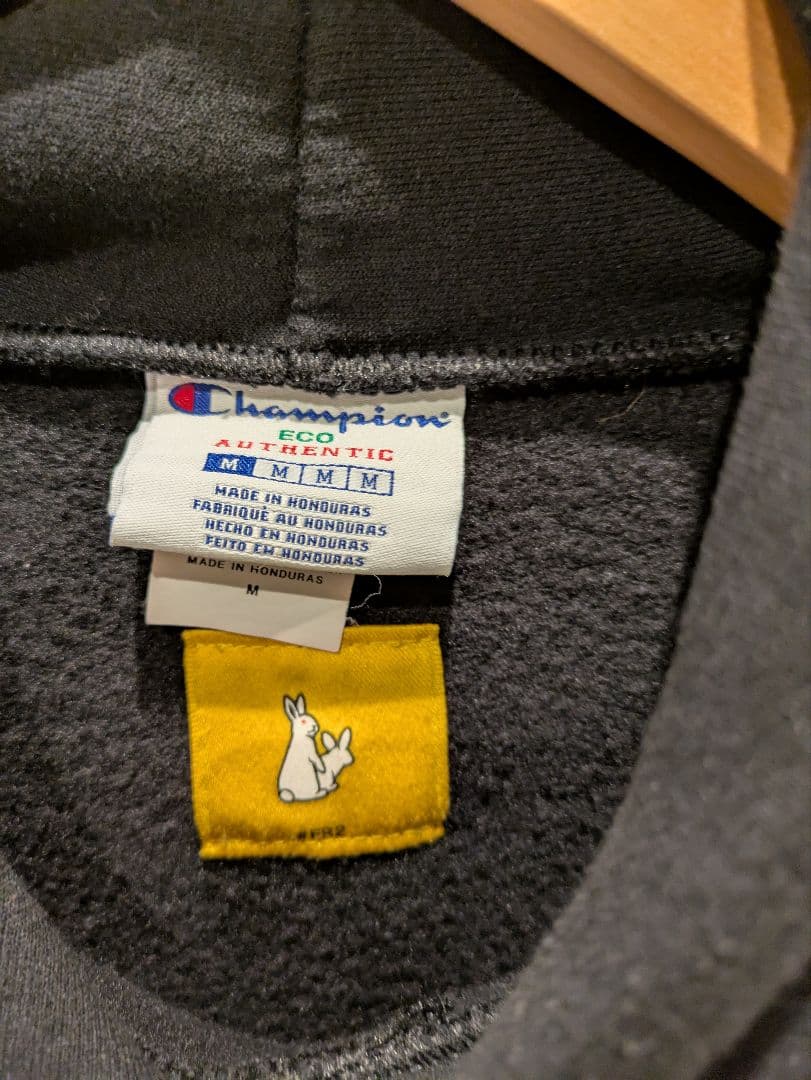 Champion
ECO
AUTHENTIC
M M M M
MADE IN HONDURAS
FABRIQUÉ AU HONDURAS
HECHO EN HONDURAS
FEITO EM HONDURAS
MADE IN HONDURAS
M
#FR2